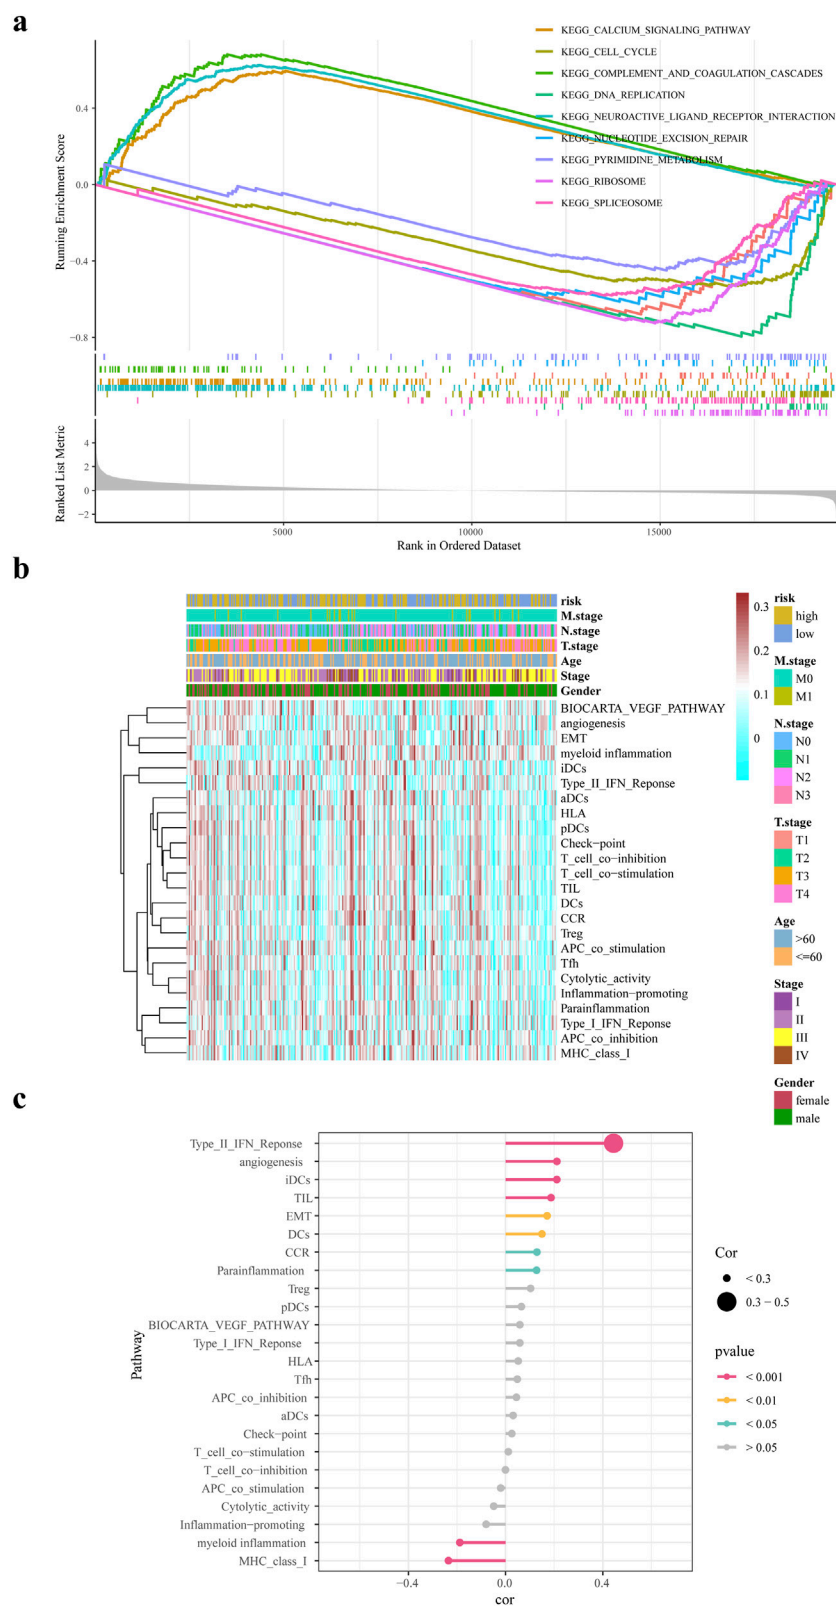 a
KEGG_CALCIUM_SIGNALING_PATHWAY
KEGG_CELL_CYCLE
KEGG_COMPLEMENT_AND_COAGULATION_CASCADES
KEGG_DNA_REPLICATION
KEGG_NEUROACTIVE_LIGAND_RECEPTOR_INTERACTION
KEGG_NUCLEOTIDE_EXCISION_REPAIR
KEGG_PYRIMIDINE_METABOLISM
KEGG_RIBOSOME
KEGG_SPLICEOSOME
Running Enrichment Score
0.4
0.0
−0.4
−0.8
Ranked List Metric
4
2
0
−2
5000 10000 15000
Rank in Ordered Dataset
b
risk
M.stage
N.stage
T.stage
Age
Stage
Gender
BIOCARTA_VEGF_PATHWAY
angiogenesis
EMT
myeloid inflammation
iDCs
Type_II_IFN_Reponse
aDCs
HLA
pDCs
Check−point
T_cell_co−inhibition
T_cell_co−stimulation
TIL
DCs
CCR
Treg
APC_co_stimulation
Tfh
Cytolytic_activity
Inflammation−promoting
Parainflammation
Type_I_IFN_Reponse
APC_co_inhibition
MHC_class_I
0.3
0.2
0.1
0
risk
high
low
M.stage
M0
M1
N.stage
N0
N1
N2
N3
T.stage
T1
T2
T3
T4
Age
>60
<=60
Stage
I
II
III
IV
Gender
female
male
c
Pathway
Type_II_IFN_Reponse
angiogenesis
iDCs
TIL
EMT
DCs
CCR
Parainflammation
Treg
pDCs
BIOCARTA_VEGF_PATHWAY
Type_I_IFN_Reponse
HLA
Tfh
APC_co_inhibition
aDCs
Check−point
T_cell_co−stimulation
T_cell_co−inhibition
APC_co_stimulation
Cytolytic_activity
Inflammation−promoting
myeloid inflammation
MHC_class_I
−0.4 0.0 0.4
cor
Cor
< 0.3
0.3 − 0.5
pvalue
< 0.001
< 0.01
< 0.05
> 0.05